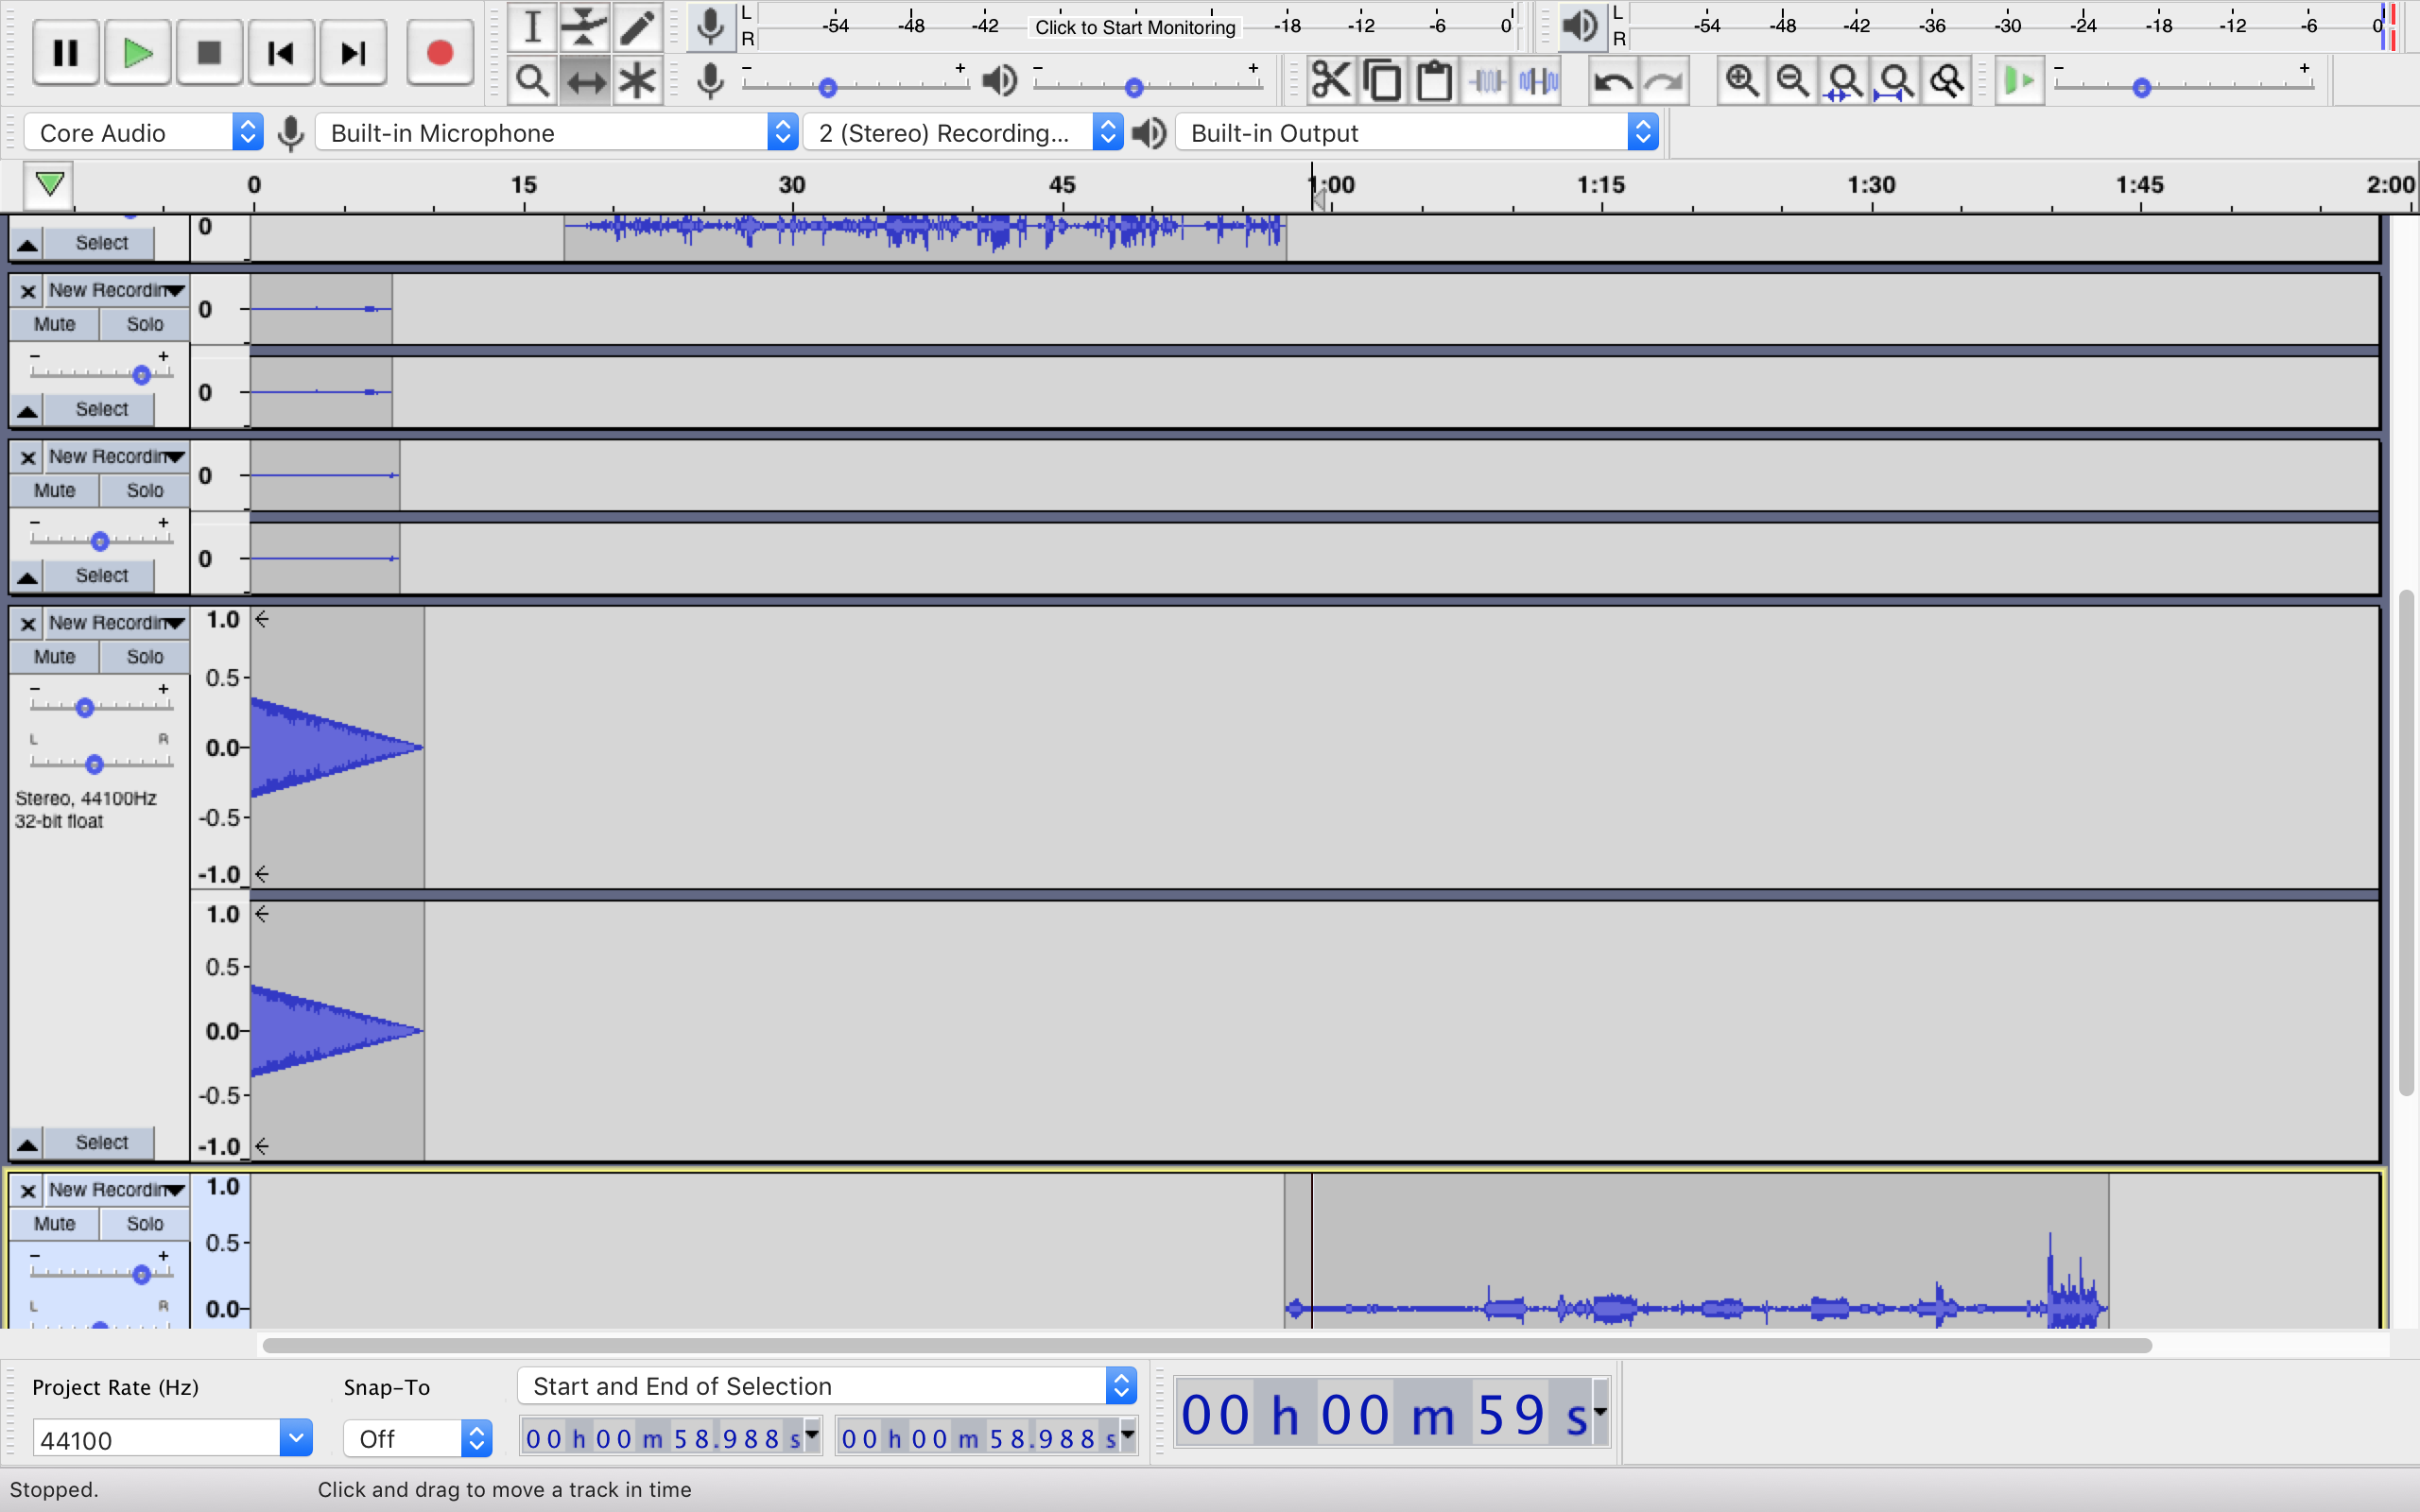 L
R
-54 -48 -42 Click to Start Monitoring -18 -12 -6 0
L
R
-54 -48 -42 -36 -30 -24 -18 -12 -6 0
- +
- +
- +
Core Audio
Built-in Microphone
2 (Stereo) Recording...
Built-in Output
0 15 30 45 1:00 1:15 1:30 1:45 2:00
Select
0
New Recordin
Mute Solo
- +
Select
0
0
New Recordin
Mute Solo
- +
Select
0
0
New Recordin
Mute Solo
- +
L R
Stereo, 44100Hz
32-bit float
Select
1.0
0.5
0.0
-0.5
-1.0
1.0
0.5
0.0
-0.5
-1.0
New Recordin
Mute Solo
- +
L R
1.0
0.5
0.0
Project Rate (Hz)
44100
Snap-To
Off
Start and End of Selection
00 h 00 m 58.988 s
00 h 00 m 58.988 s
00 h 00 m 59 s
Stopped.
Click and drag to move a track in time